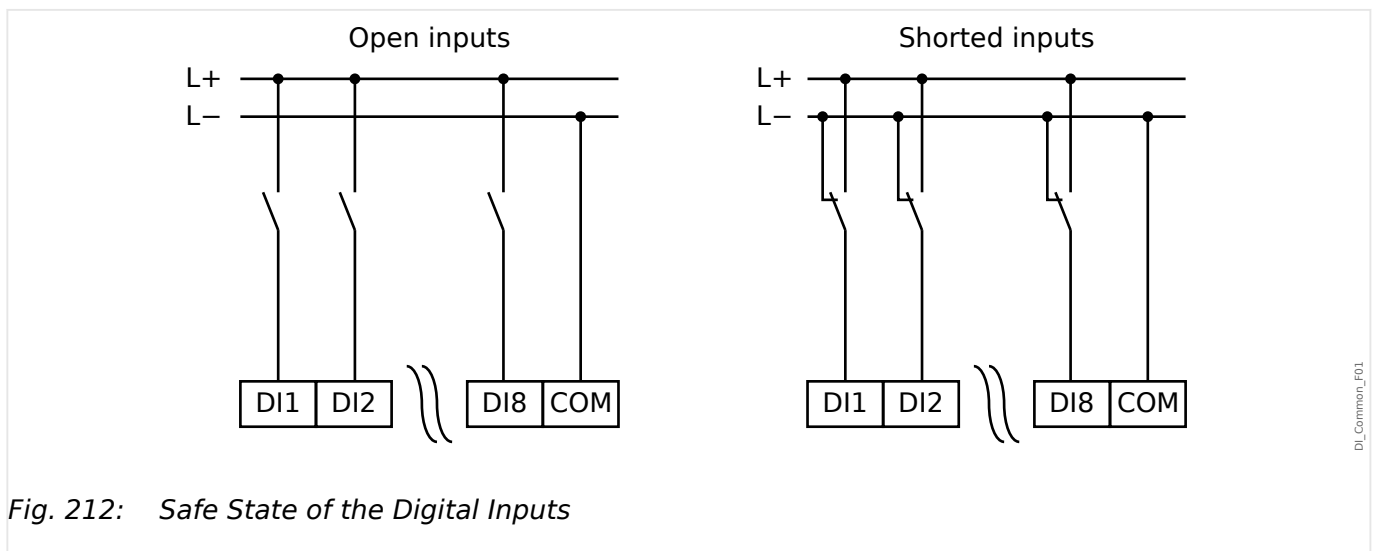 Open inputs
Shorted inputs
L+
L−
L+
L−
DI1 DI2 DI8 COM
DI1 DI2 DI8 COM
DI_Common_F01
Fig. 212: Safe State of the Digital Inputs